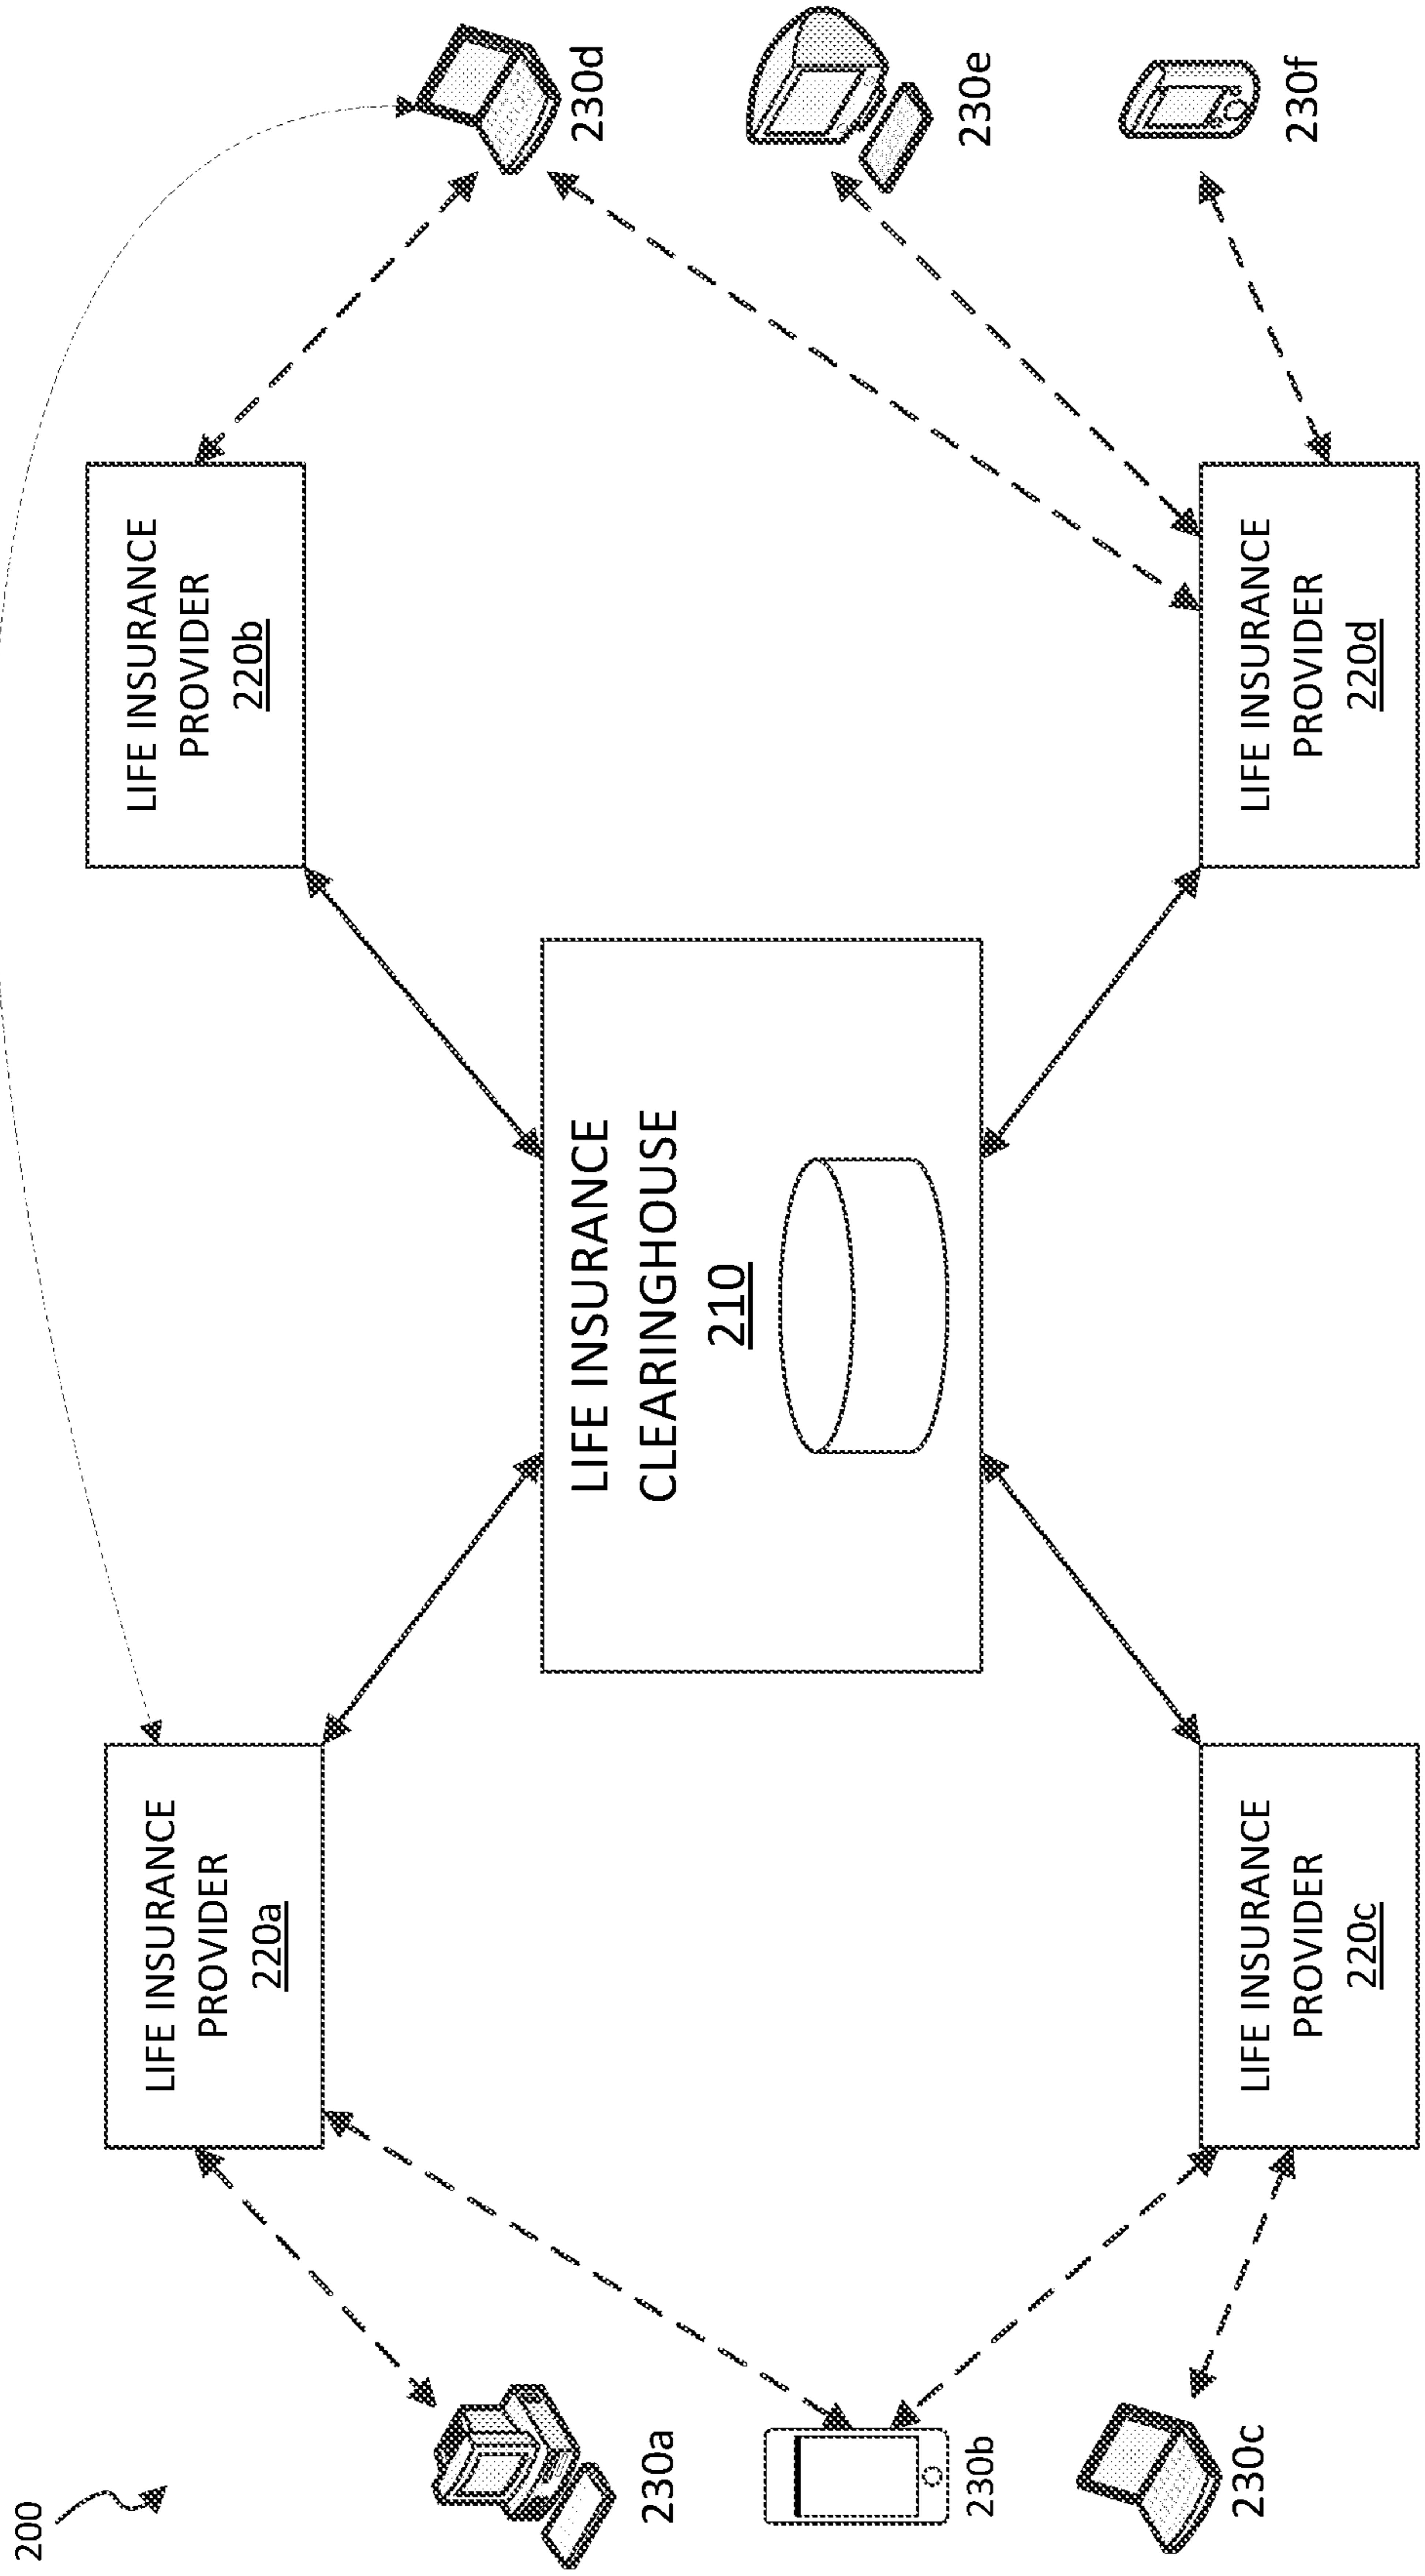 200
LIFE INSURANCE
PROVIDER
220a
LIFE INSURANCE
PROVIDER
220b
230a
230d
LIFE INSURANCE
CLEARINGHOUSE
210
230b
230e
230c
LIFE INSURANCE
PROVIDER
220c
LIFE INSURANCE
PROVIDER
220d
230f